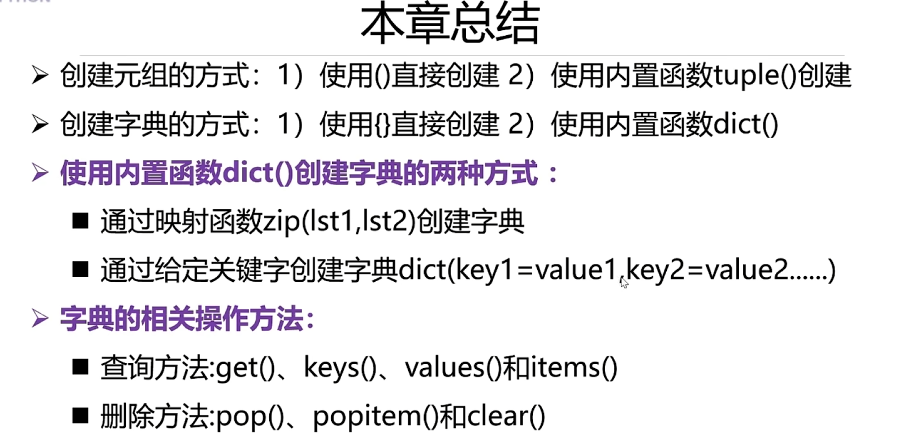 本章总结
➢ 创建元组的方式：1）使用()直接创建 2）使用内置函数tuple()创建
➢ 创建字典的方式：1）使用{}直接创建 2）使用内置函数dict()
➢ 使用内置函数dict()创建字典的两种方式：
■ 通过映射函数zip(lst1,lst2)创建字典
■ 通过给定关键字创建字典dict(key1=value1,key2=value2......)
➢ 字典的相关操作方法：
■ 查询方法:get()、keys()、values()和items()
■ 删除方法:pop()、popitem()和clear()